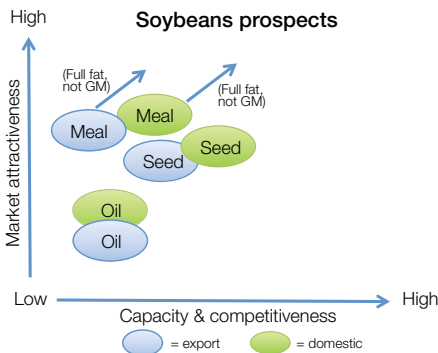 High
Soybeans prospects
(Full fat,
not GM)
(Full fat,
not GM)
Meal
Meal
Seed
Seed
Oil
Oil
Market attractiveness
Low
High
Capacity & competitiveness
= export
= domestic